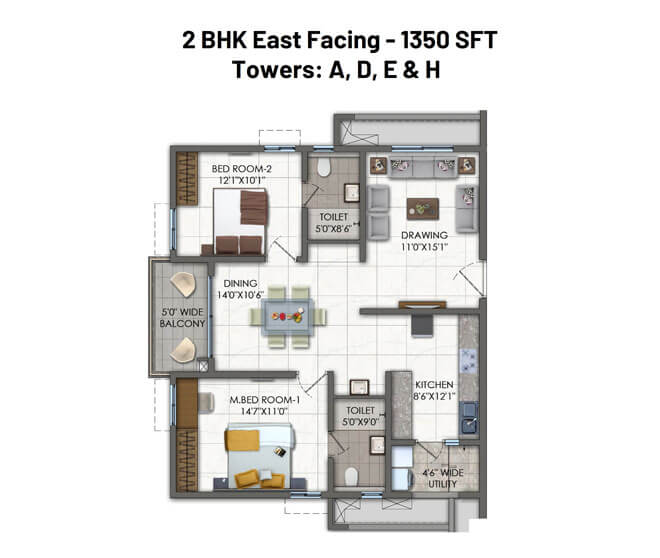 2 BHK East Facing - 1350 SFT
Towers: A, D, E & H
BED ROOM-2
12'1"X10'1"
TOILET
5'0"X8'6"
DRAWING
11'0"X15'1"
DINING
14'0"X10'6"
5'0" WIDE
BALCONY
KITCHEN
8'6"X12'1"
M.BED ROOM-1
14'7"X11'0"
TOILET
5'0"X9'0"
4'6" WIDE
UTILITY